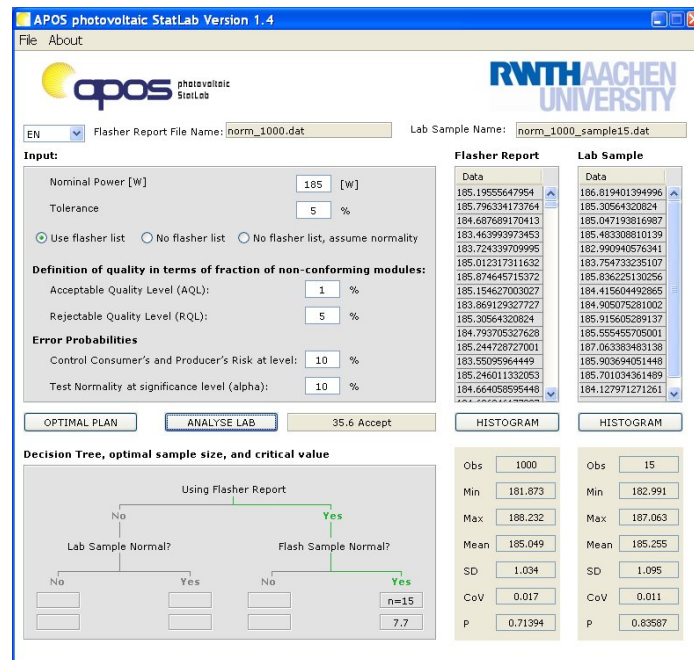 APOS photovoltaic StatLab Version 1.4
File About
apos photovoltaic StatLab
RWTHAACHEN UNIVERSITY
EN Flasher Report File Name: norm_1000.dat Lab Sample Name: norm_1000_sample15.dat
Input:
Nominal Power [W] 185 [W]
Tolerance 5 %
Use flasher list No flasher list No flasher list, assume normality
Definition of quality in terms of fraction of non-conforming modules:
Acceptable Quality Level (AQL): 1 %
Rejectable Quality Level (RQL): 5 %
Error Probabilities
Control Consumer's and Producer's Risk at level: 10 %
Test Normality at significance level (alpha): 10 %
OPTIMAL PLAN ANALYSE LAB 35.6 Accept
Decision Tree, optimal sample size, and critical value
Using Flasher Report
No Yes
Lab Sample Normal? Flash Sample Normal?
No Yes No Yes
n=15
7.7
Flasher Report
Data
185.19555647954
185.796334173764
184.687689170413
183.463993973453
183.724339709995
185.012317311632
185.874645715372
185.154627003027
183.869129327727
185.30564320824
184.793705327628
185.244728727001
183.55095964449
185.246011332053
184.664058595448
HISTOGRAM
Obs 1000
Min 181.873
Max 188.232
Mean 185.049
SD 1.034
CoV 0.017
P 0.71394
Lab Sample
Data
186.819401394996
185.30564320824
185.047193816987
185.483308810139
182.990940576341
183.754733235107
185.836225130256
184.415604492865
184.905075281002
185.915605289137
185.555455705001
187.063383483138
185.903694051448
185.701034361489
184.127971271261
HISTOGRAM
Obs 15
Min 182.991
Max 187.063
Mean 185.255
SD 1.095
CoV 0.011
P 0.83587